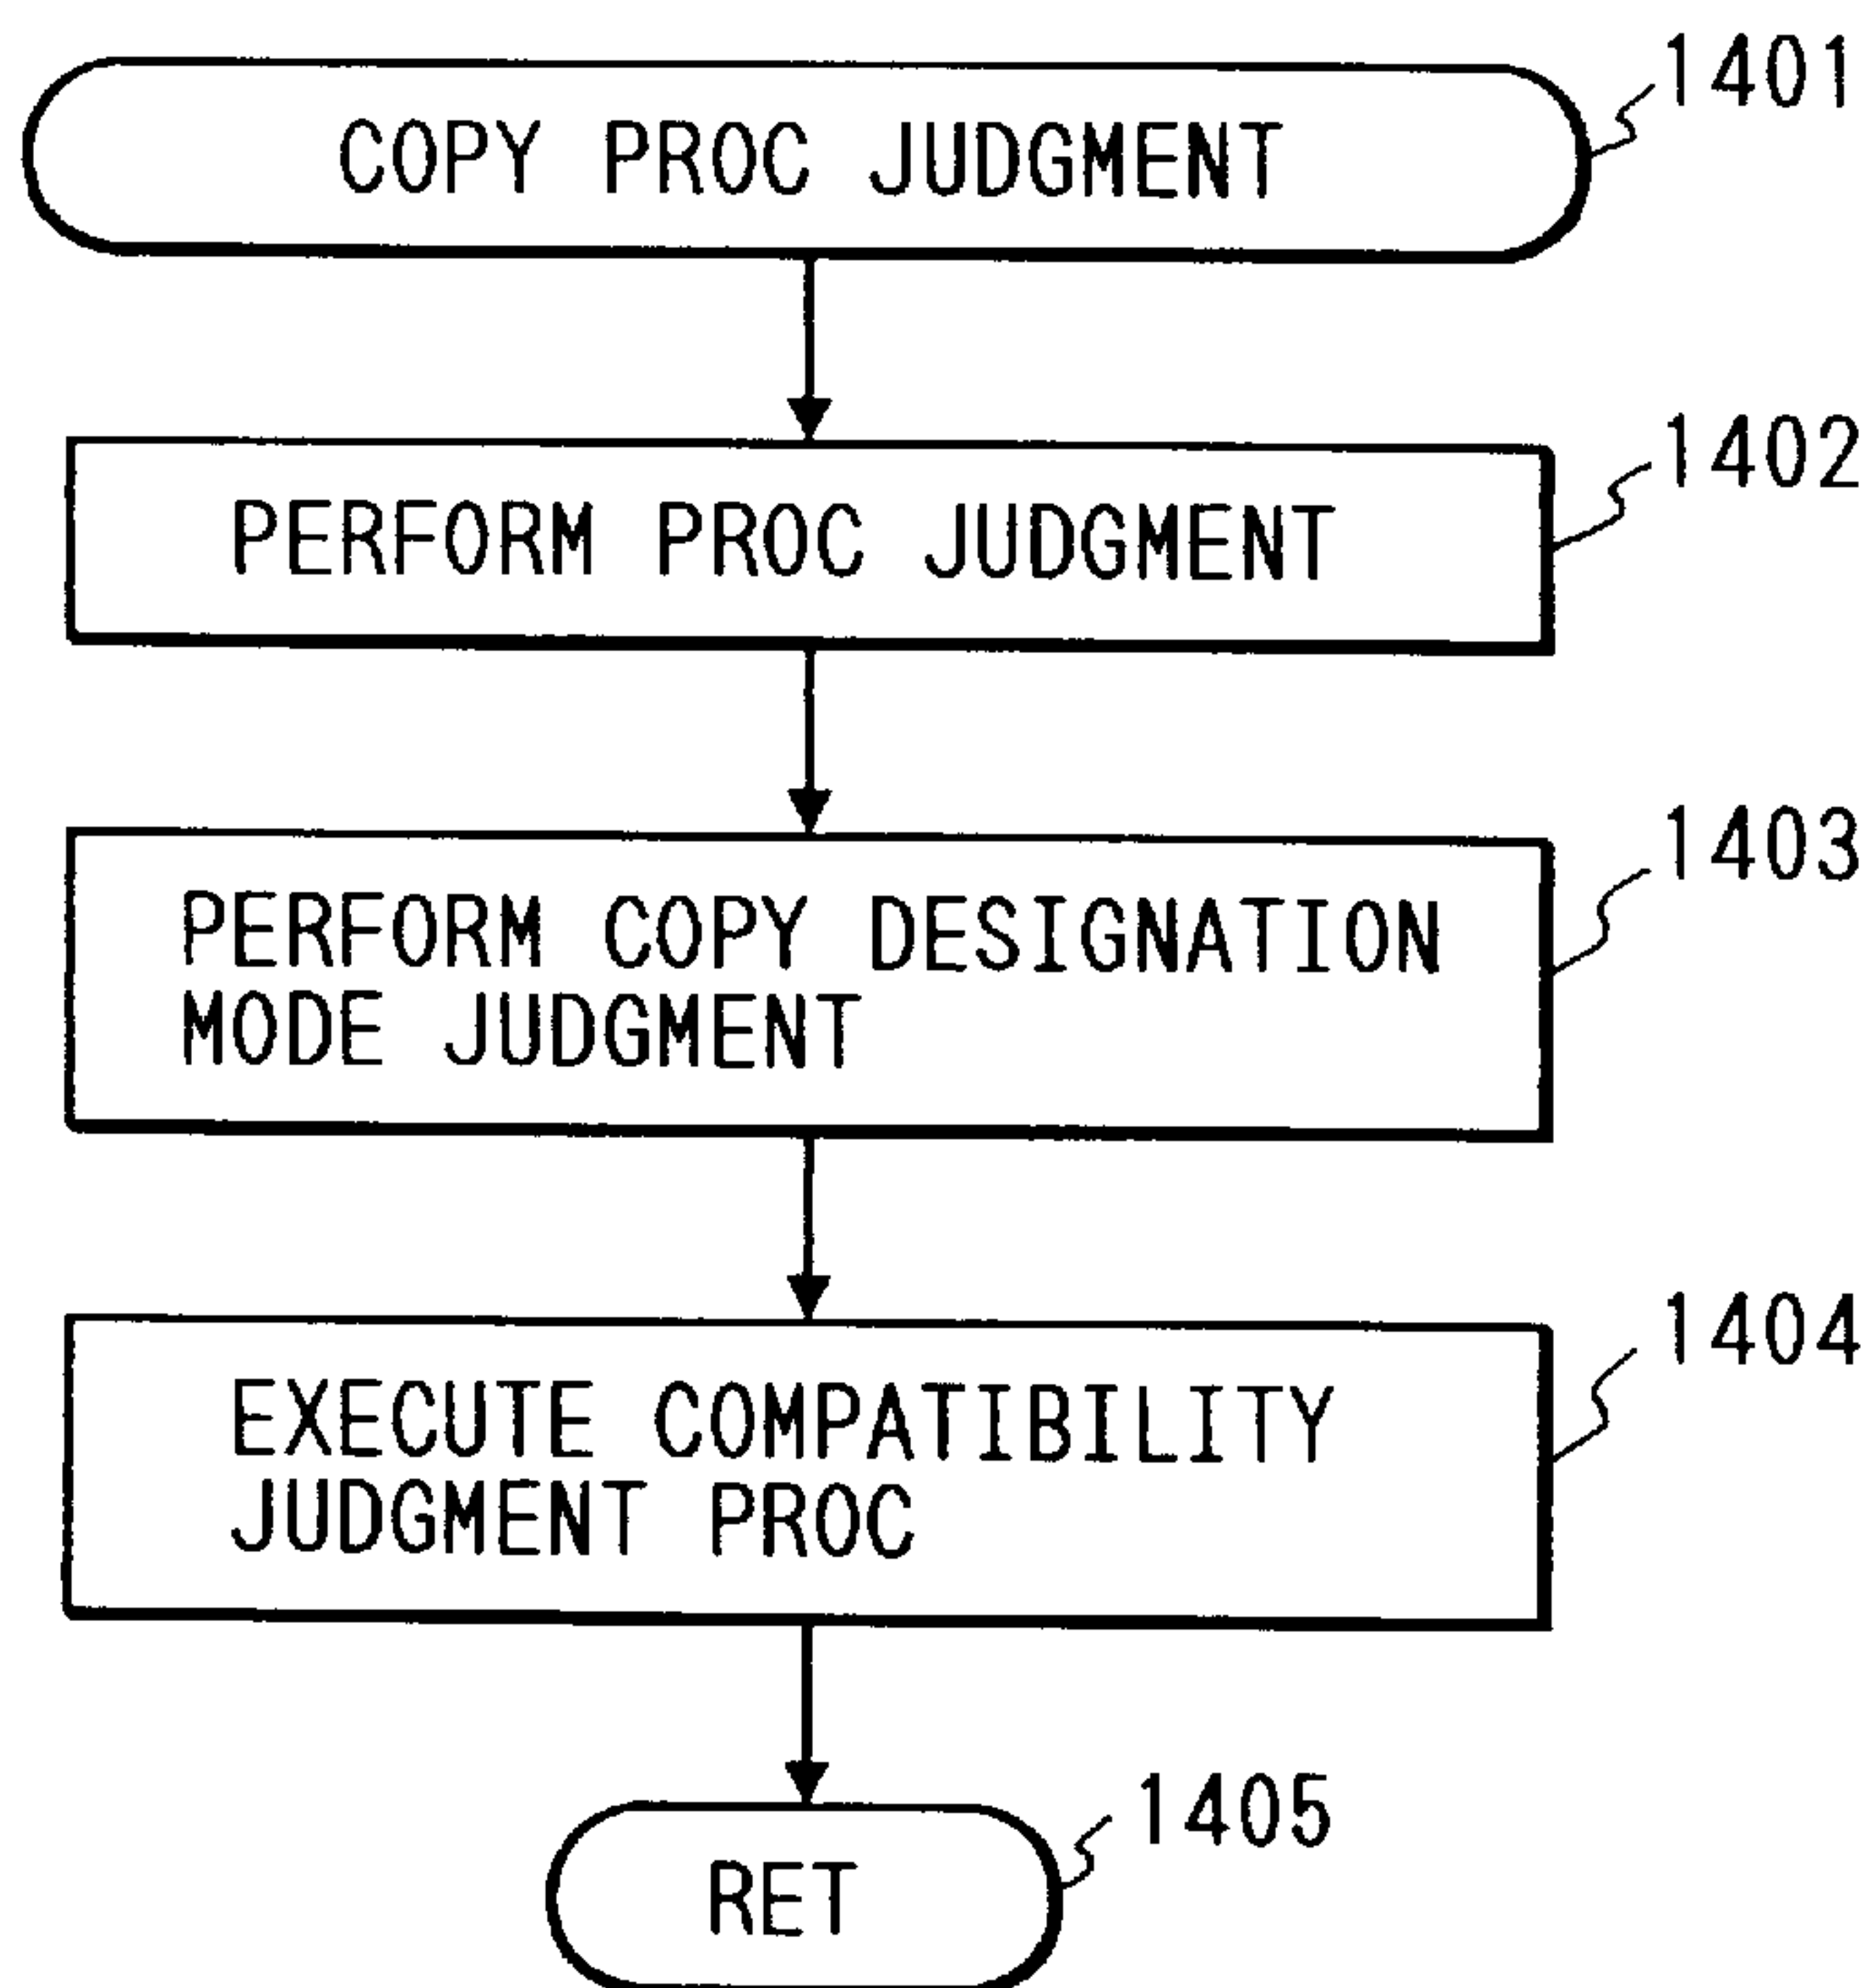 1401
COPY PROC JUDGMENT
1402
PERFORM PROC JUDGMENT
1403
PERFORM COPY DESIGNATION
MODE JUDGMENT
1404
EXECUTE COMPATIBILITY
JUDGMENT PROC
1405
RET